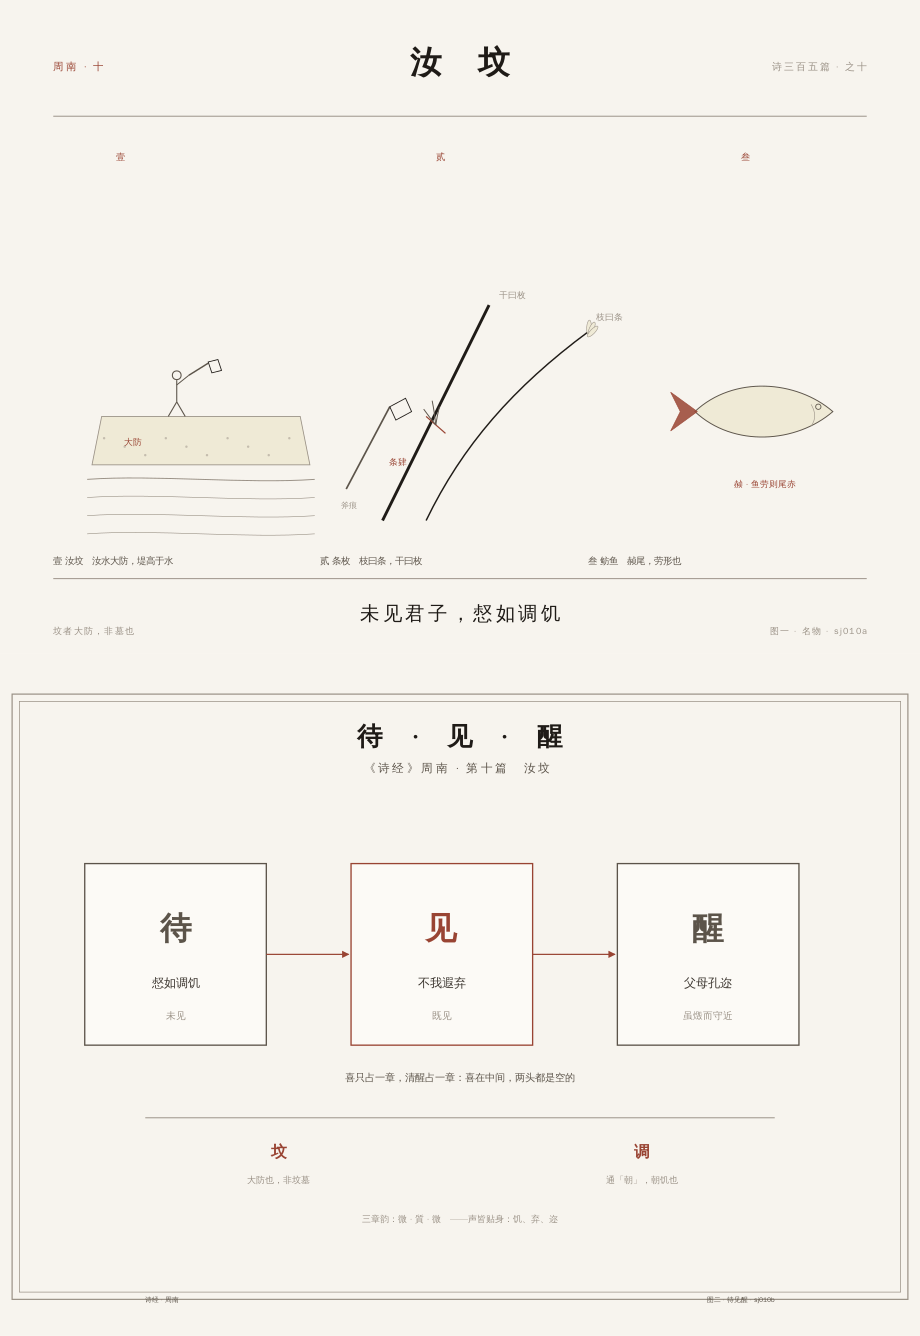 周南 · 十
汝 坟
诗三百五篇 · 之十
壹
贰
叁
干曰枚
枝曰条
大防
条肄
斧痕
赪 · 鱼劳则尾赤
壹 汝坟 汝水大防，堤高于水
贰 条枚 枝曰条，干曰枚
叁 鲂鱼 赪尾，劳形也
未见君子，惄如调饥
坟者大防，非墓也
图一 · 名物 · sj010a
待 · 见 · 醒
《诗经》周南 · 第十篇 汝坟
待
见
醒
惄如调饥
不我遐弃
父母孔迩
未见
既见
虽燬而守近
喜只占一章，清醒占一章：喜在中间，两头都是空的
坟
调
大防也，非坟墓
通「朝」，朝饥也
三章韵：微 · 質 · 微 ——声皆贴身：饥、弃、迩
诗经 · 周南
图二 · 待见醒 · sj010b